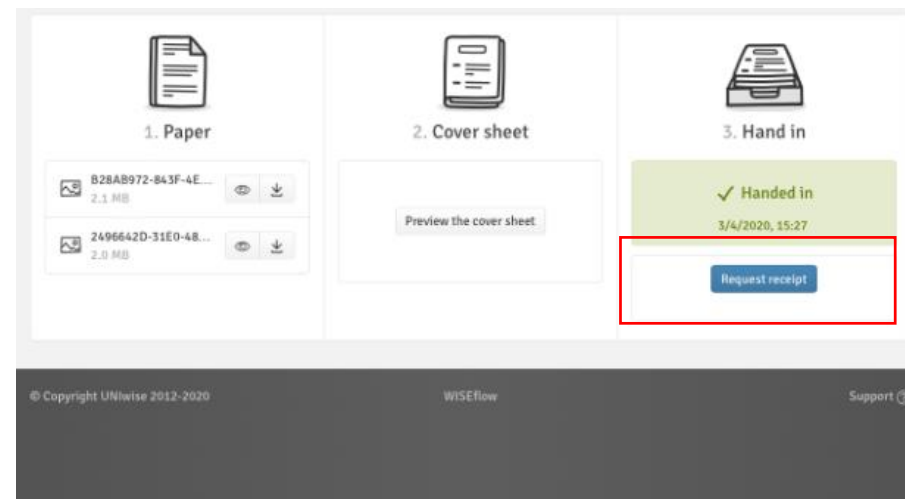 1. Paper
B28AB972-843F-4E...
2.1 MB
2496642D-31E0-48...
2.0 MB
2. Cover sheet
Preview the cover sheet
3. Hand in
✓ Handed in
3/4/2020, 15:27
Request receipt
© Copyright UNIwise 2012-2020
WISEflow
Support